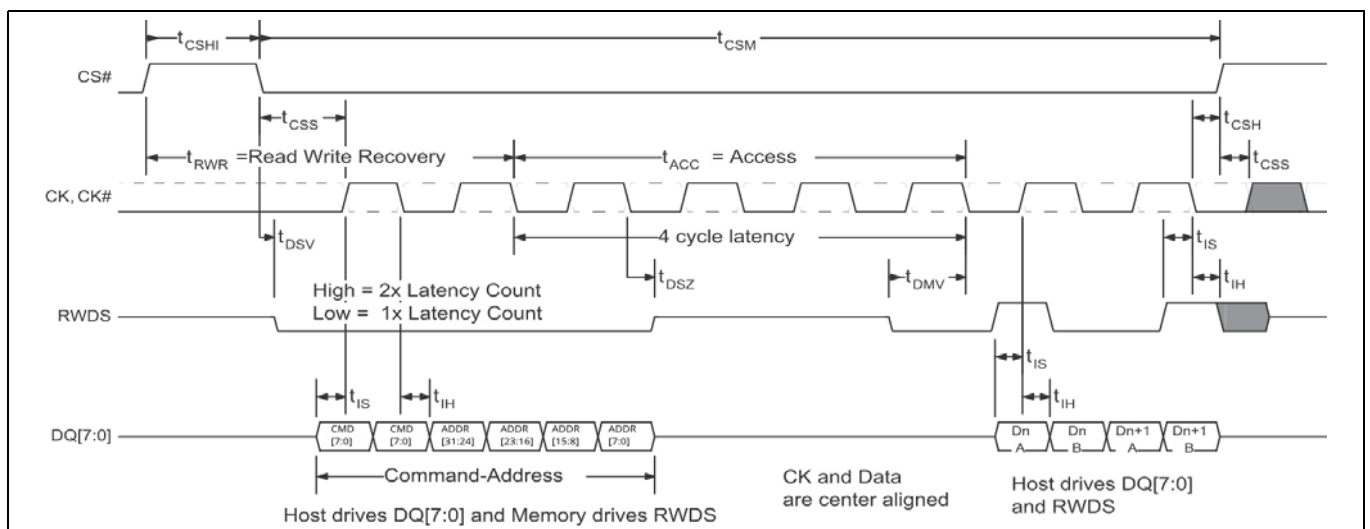 tCSHI
tCSM
CS#
tCSS
tCSH
tRWR =Read Write Recovery
tACC = Access
tCSS
CK, CK#
tDSV
4 cycle latency
tIS
High = 2x Latency Count
Low = 1x Latency Count
tDSZ
tDMV
tIH
RWDS
tIS
tIS
tIH
tIH
DQ[7:0]
CMD [7:0]
CMD [7:0]
ADDR [31:24]
ADDR [23:16]
ADDR [15:8]
ADDR [7:0]
Dn A
Dn B
Dn+1 A
Dn+1 B
Command-Address
CK and Data
are center aligned
Host drives DQ[7:0]
and RWDS
Host drives DQ[7:0] and Memory drives RWDS